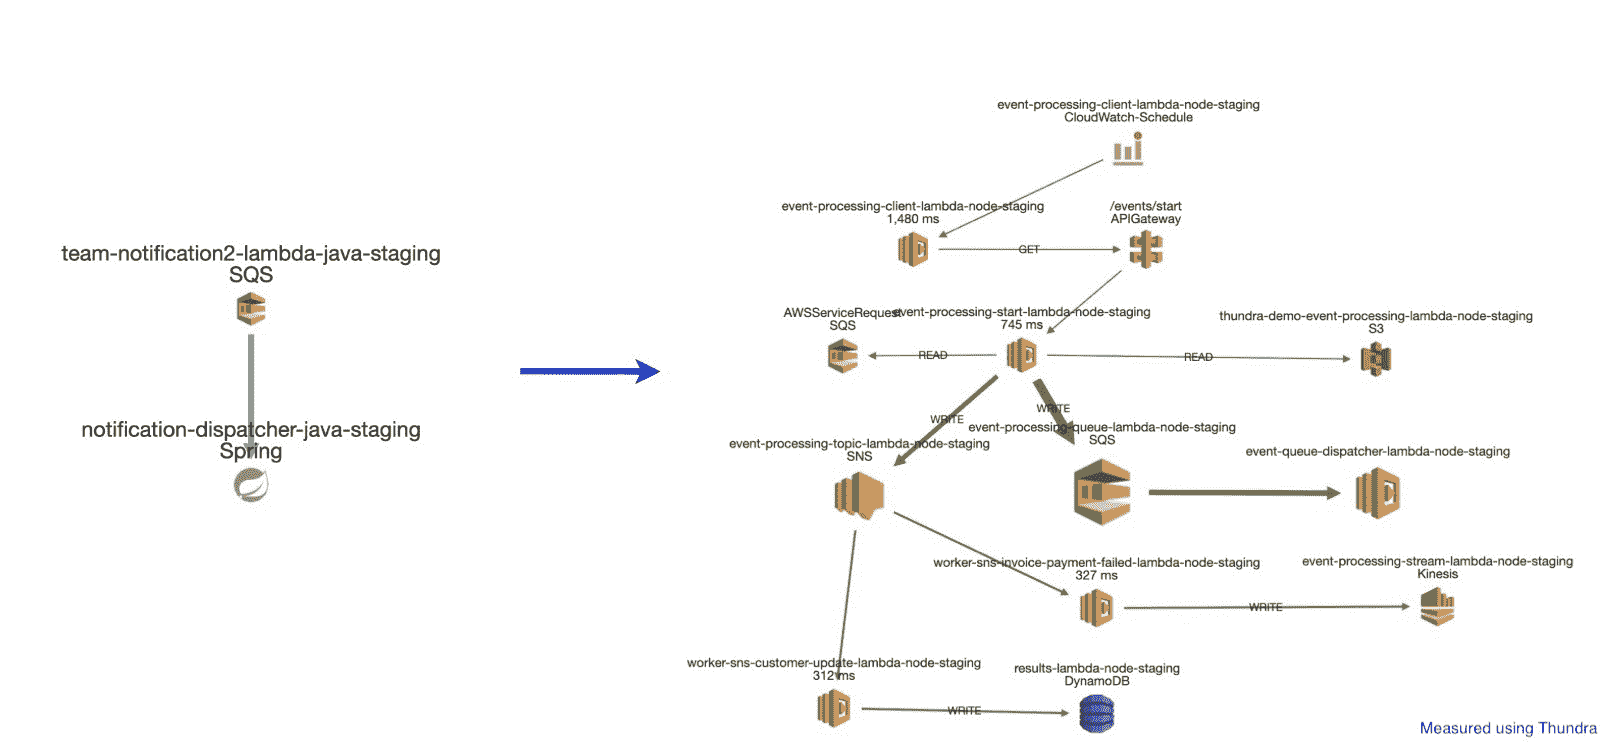 event-processing-client-lambda-node-staging
CloudWatch-Schedule
event-processing-client-lambda-node-staging
1,480 ms
/events/start
APIGateway
GET
team-notification2-lambda-java-staging
SQS
AWSServiceRequest
SQS
event-processing-start-lambda-node-staging
745 ms
thundra-demo-event-processing-lambda-node-staging
S3
READ
READ
WRITE
WRITE
notification-dispatcher-java-staging
Spring
event-processing-topic-lambda-node-staging
SNS
event-processing-queue-lambda-node-staging
SQS
event-queue-dispatcher-lambda-node-staging
worker-sns-invoice-payment-failed-lambda-node-staging
327 ms
event-processing-stream-lambda-node-staging
Kinesis
WRITE
worker-sns-customer-update-lambda-node-staging
312 ms
results-lambda-node-staging
DynamoDB
WRITE
Measured using Thundra